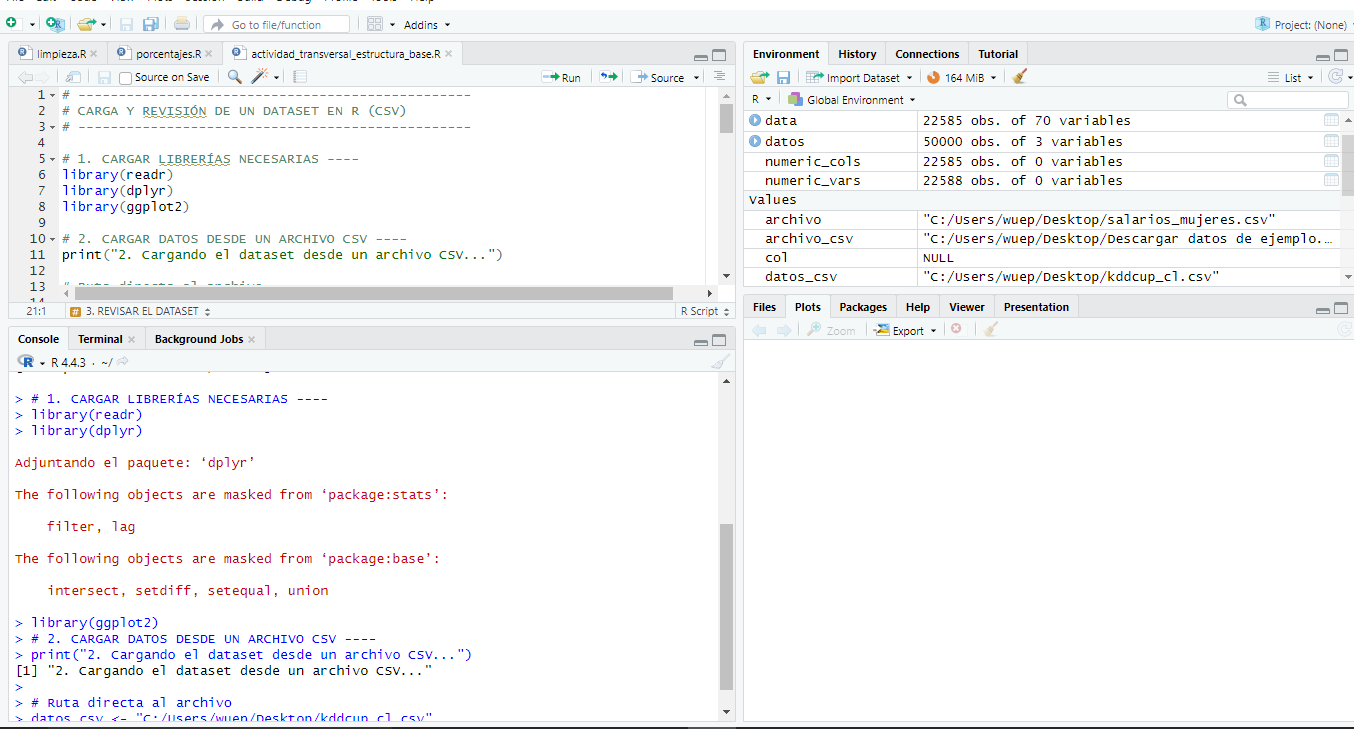 Go to file/function
Addins
Project: (None)
limpieza.R
porcentajes.R
actividad_transversal_estructura_base.R
Source on Save
Run
Source
1 # --------------------------------------------------
2 # CARGA Y REVISIÓN DE UN DATASET EN R (CSV)
3 # --------------------------------------------------
4
5 # 1. CARGAR LIBRERÍAS NECESARIAS ----
6 library(readr)
7 library(dplyr)
8 library(ggplot2)
9
10 # 2. CARGAR DATOS DESDE UN ARCHIVO CSV ----
11 print("2. Cargando el dataset desde un archivo CSV...")
12
13 # Ruta directa al archivo
14
21:1
# 3. REVISAR EL DATASET
R Script
Console
Terminal
Background Jobs
R 4.4.3 · ~/
> # 1. CARGAR LIBRERÍAS NECESARIAS ----
> library(readr)
> library(dplyr)
Adjuntando el paquete: ‘dplyr’
The following objects are masked from ‘package:stats’:
filter, lag
The following objects are masked from ‘package:base’:
intersect, setdiff, setequal, union
> library(ggplot2)
> # 2. CARGAR DATOS DESDE UN ARCHIVO CSV ----
> print("2. Cargando el dataset desde un archivo CSV...")
[1] "2. Cargando el dataset desde un archivo CSV..."
>
> # Ruta directa al archivo
> datos_csv <- "C:/Users/wuep/Desktop/kddcup_cl.csv"
Environment
History
Connections
Tutorial
Import Dataset
164 MiB
List
R
Global Environment
data 22585 obs. of 70 variables
datos 50000 obs. of 3 variables
numeric_cols 22585 obs. of 0 variables
numeric_vars 22588 obs. of 0 variables
Values
archivo "C:/Users/wuep/Desktop/salarios_mujeres.csv"
archivo_csv "C:/Users/wuep/Desktop/Descargar datos de ejemplo.…
col NULL
datos_csv "C:/Users/wuep/Desktop/kddcup_cl.csv"
Files
Plots
Packages
Help
Viewer
Presentation
Zoom
Export